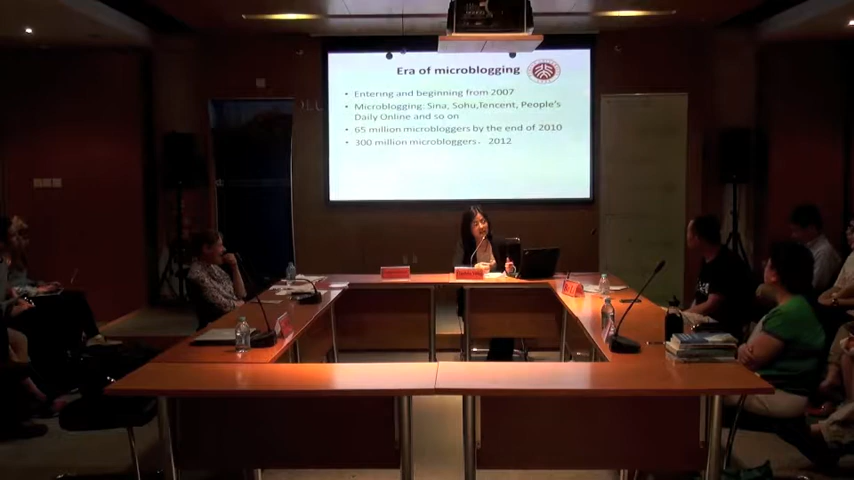 Era of microblogging
• Entering and beginning from 2007
• Microblogging: Sina, Sohu,Tencent, People's
Daily Online and so on
• 65 million microbloggers by the end of 2010
• 300 million microbloggers， 2012